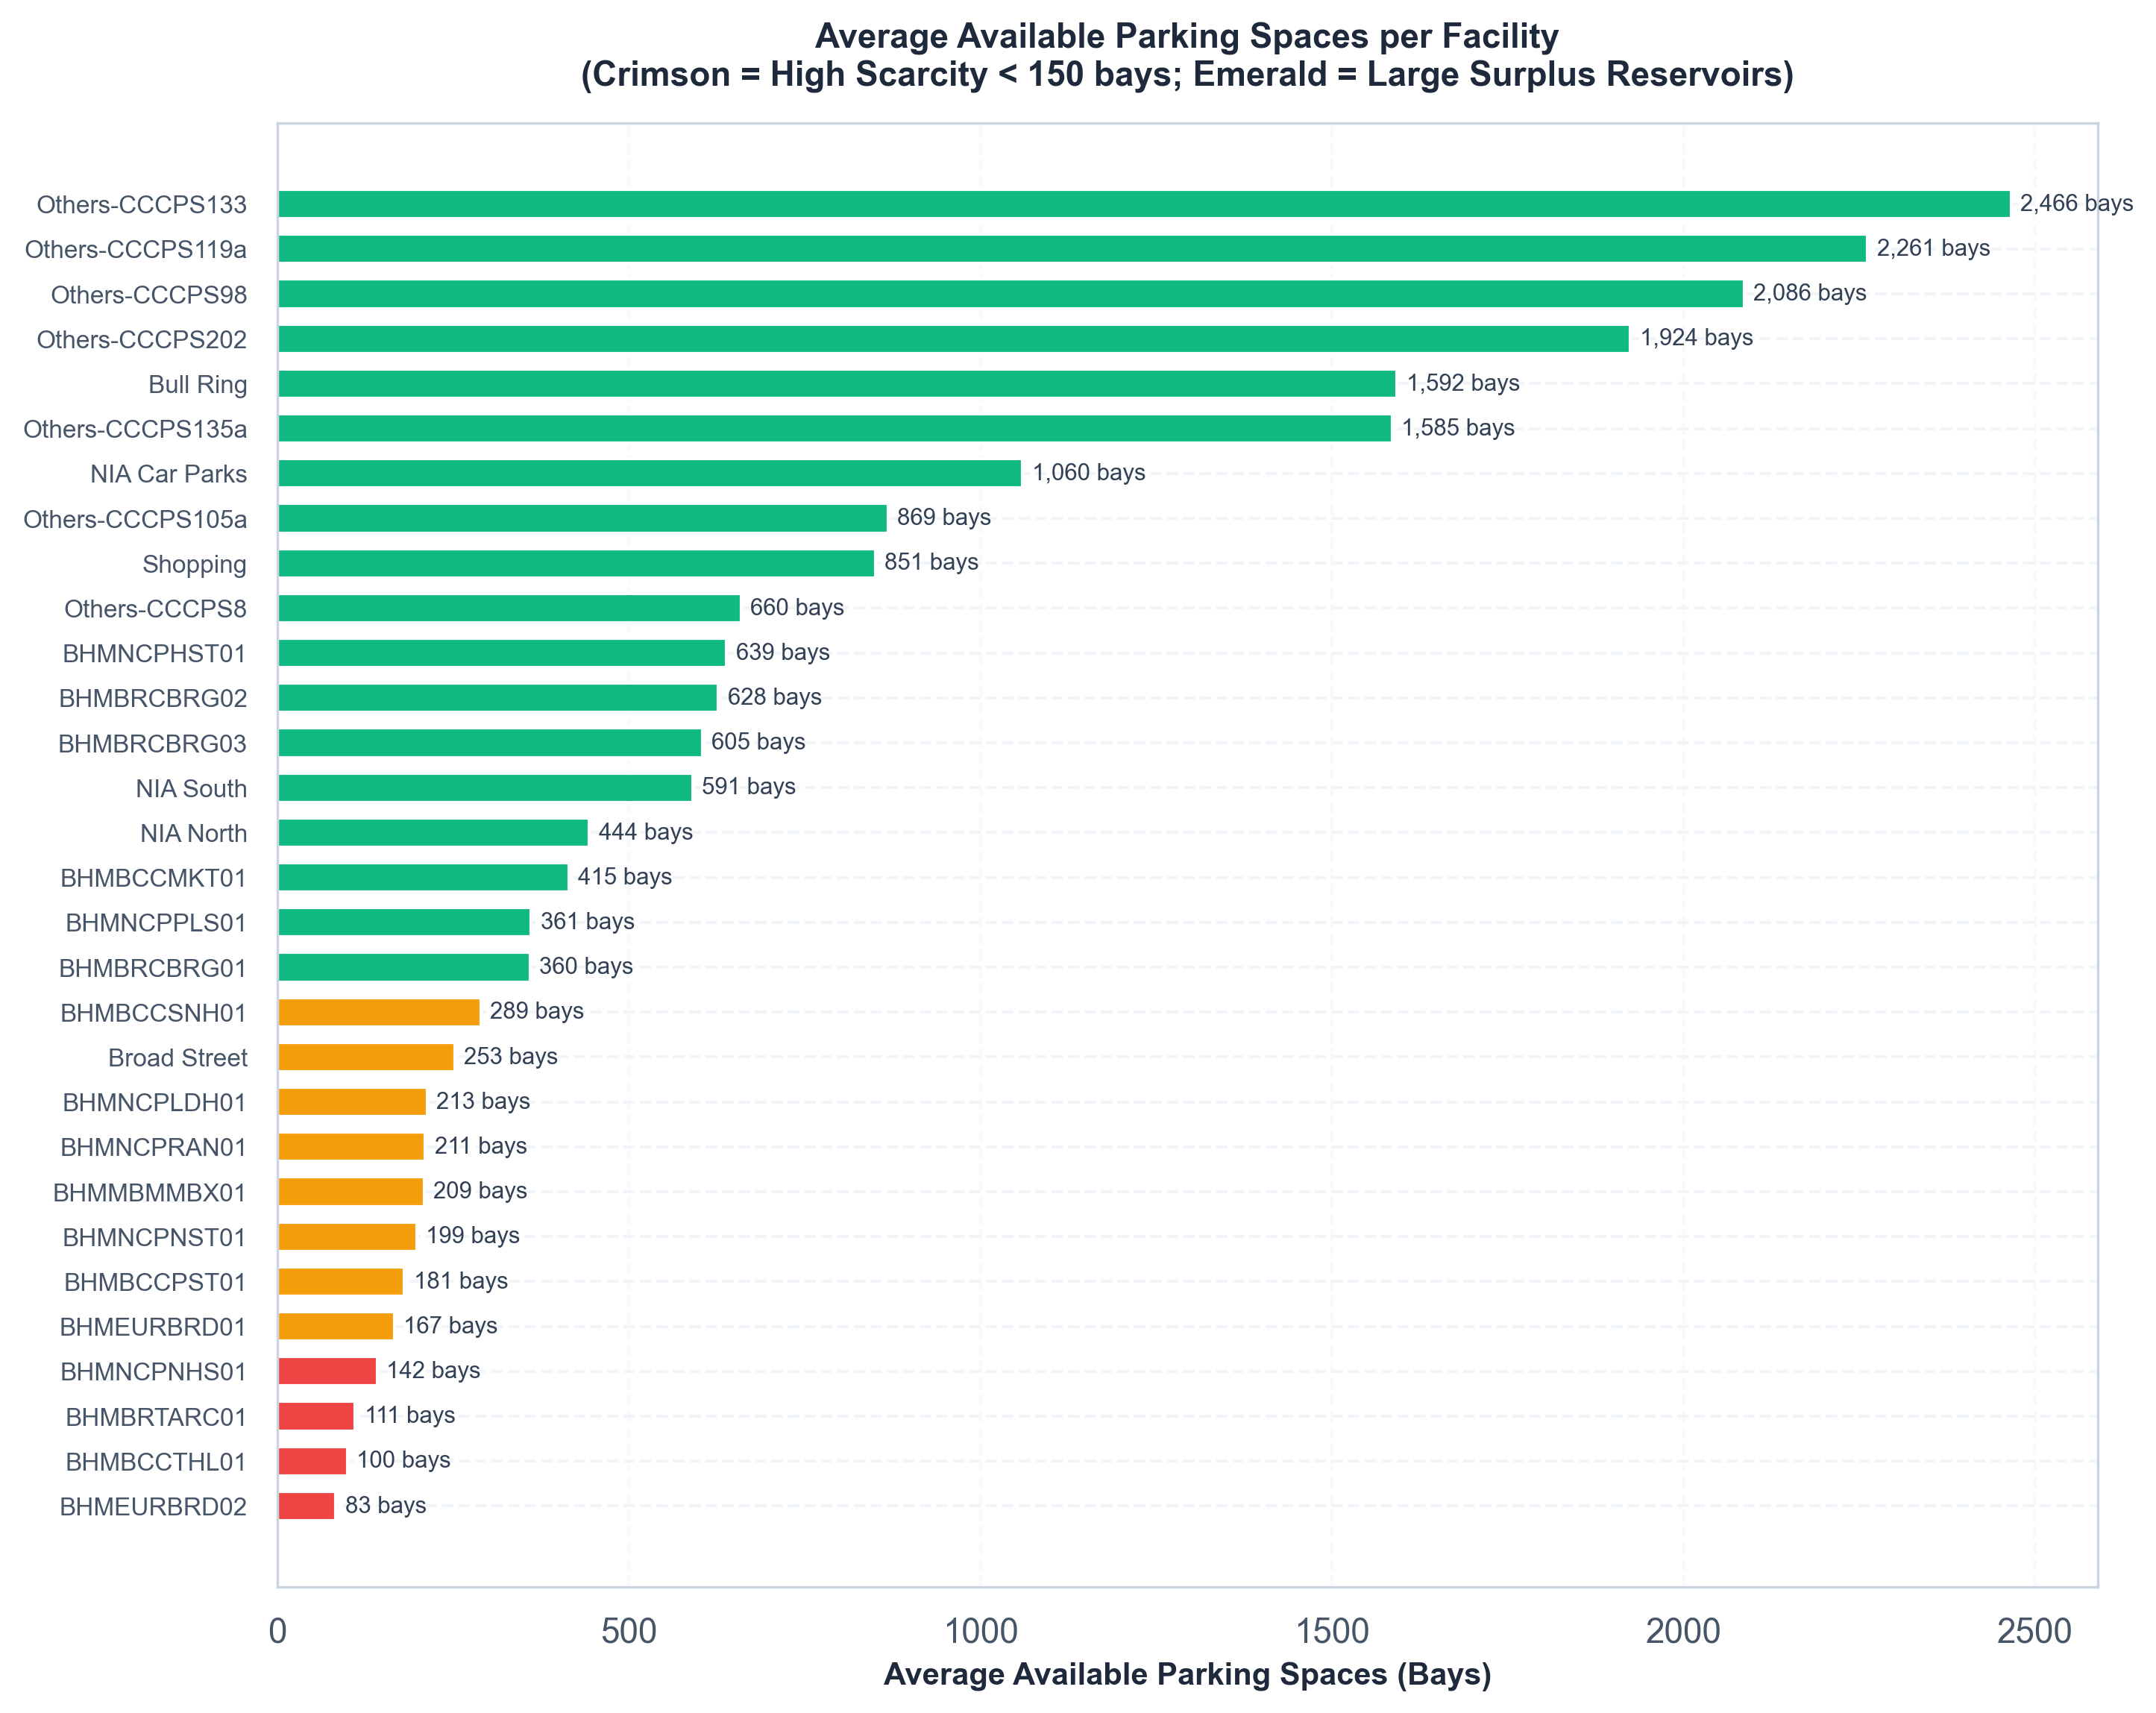 Average Available Parking Spaces per Facility
(Crimson = High Scarcity < 150 bays; Emerald = Large Surplus Reservoirs)
Others-CCCPS133 2,466 bays
Others-CCCPS119a 2,261 bays
Others-CCCPS98 2,086 bays
Others-CCCPS202 1,924 bays
Bull Ring 1,592 bays
Others-CCCPS135a 1,585 bays
NIA Car Parks 1,060 bays
Others-CCCPS105a 869 bays
Shopping 851 bays
Others-CCCPS8 660 bays
BHMNCPHST01 639 bays
BHMBRCBRG02 628 bays
BHMBRCBRG03 605 bays
NIA South 591 bays
NIA North 444 bays
BHMBCCMKT01 415 bays
BHMNCPPLS01 361 bays
BHMBRCBRG01 360 bays
BHMBCCSNH01 289 bays
Broad Street 253 bays
BHMNCPLDH01 213 bays
BHMNCPRAN01 211 bays
BHMMBMMBX01 209 bays
BHMNCPNST01 199 bays
BHMBCCPST01 181 bays
BHMEURBRD01 167 bays
BHMNCPNHS01 142 bays
BHMBRTARC01 111 bays
BHMBCCTHL01 100 bays
BHMEURBRD02 83 bays
0 500 1000 1500 2000 2500
Average Available Parking Spaces (Bays)